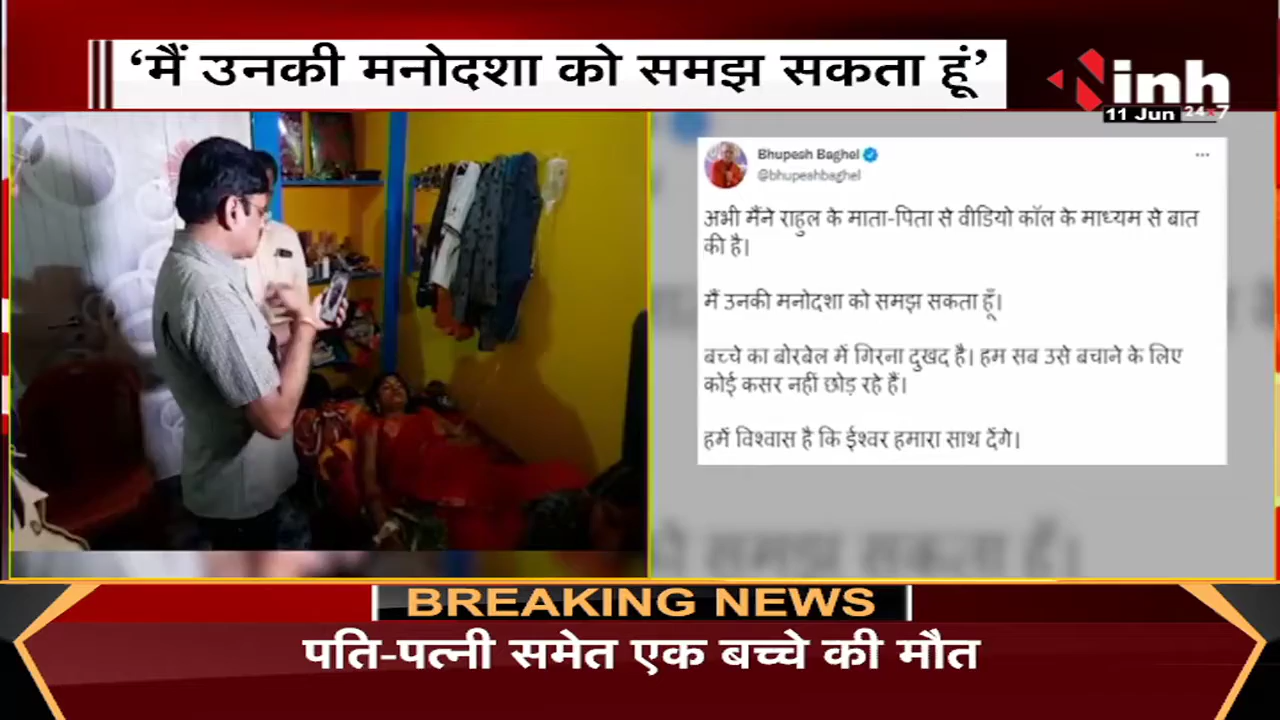 ‘मैं उनकी मनोदशा को समझ सकता हूं’
inh
24x7
11 Jun
Bhupesh Baghel
@bhupeshbaghel
अभी मैंने राहुल के माता-पिता से वीडियो कॉल के माध्यम से बात
की है।
मैं उनकी मनोदशा को समझ सकता हूँ।
बच्चे का बोरबेल में गिरना दुखद है। हम सब उसे बचाने के लिए
कोई कसर नहीं छोड़ रहे हैं।
हमें विश्वास है कि ईश्वर हमारा साथ देंगे।
को समझ सकता हूँ।
BREAKING NEWS
पति-पत्नी समेत एक बच्चे की मौत